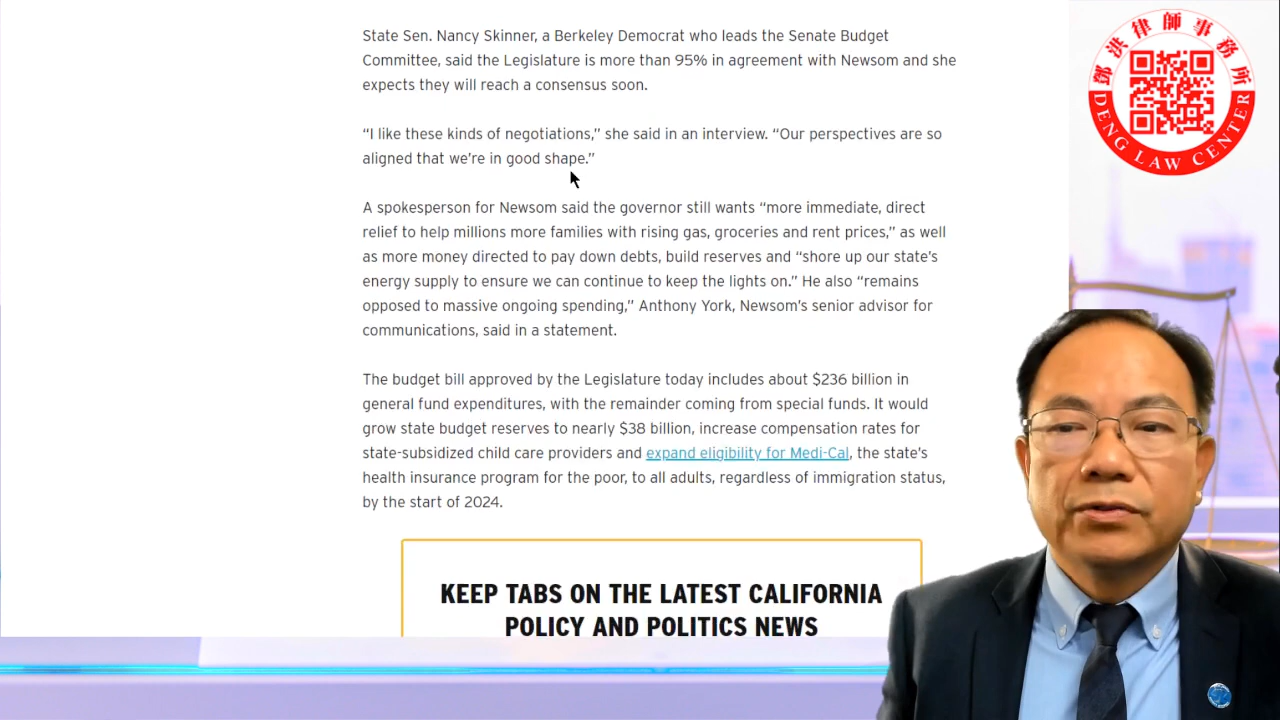 State Sen. Nancy Skinner, a Berkeley Democrat who leads the Senate Budget
Committee, said the Legislature is more than 95% in agreement with Newsom and she
expects they will reach a consensus soon.
“I like these kinds of negotiations,” she said in an interview. “Our perspectives are so
aligned that we’re in good shape.”
A spokesperson for Newsom said the governor still wants “more immediate, direct
relief to help millions more families with rising gas, groceries and rent prices,” as well
as more money directed to pay down debts, build reserves and “shore up our state’s
energy supply to ensure we can continue to keep the lights on.” He also “remains
opposed to massive ongoing spending,” Anthony York, Newsom’s senior advisor for
communications, said in a statement.
The budget bill approved by the Legislature today includes about $236 billion in
general fund expenditures, with the remainder coming from special funds. It would
grow state budget reserves to nearly $38 billion, increase compensation rates for
state-subsidized child care providers and expand eligibility for Medi-Cal, the state’s
health insurance program for the poor, to all adults, regardless of immigration status,
by the start of 2024.
KEEP TABS ON THE LATEST CALIFORNIA
POLICY AND POLITICS NEWS
鄧洪律師事務所
DENG LAW CENTER